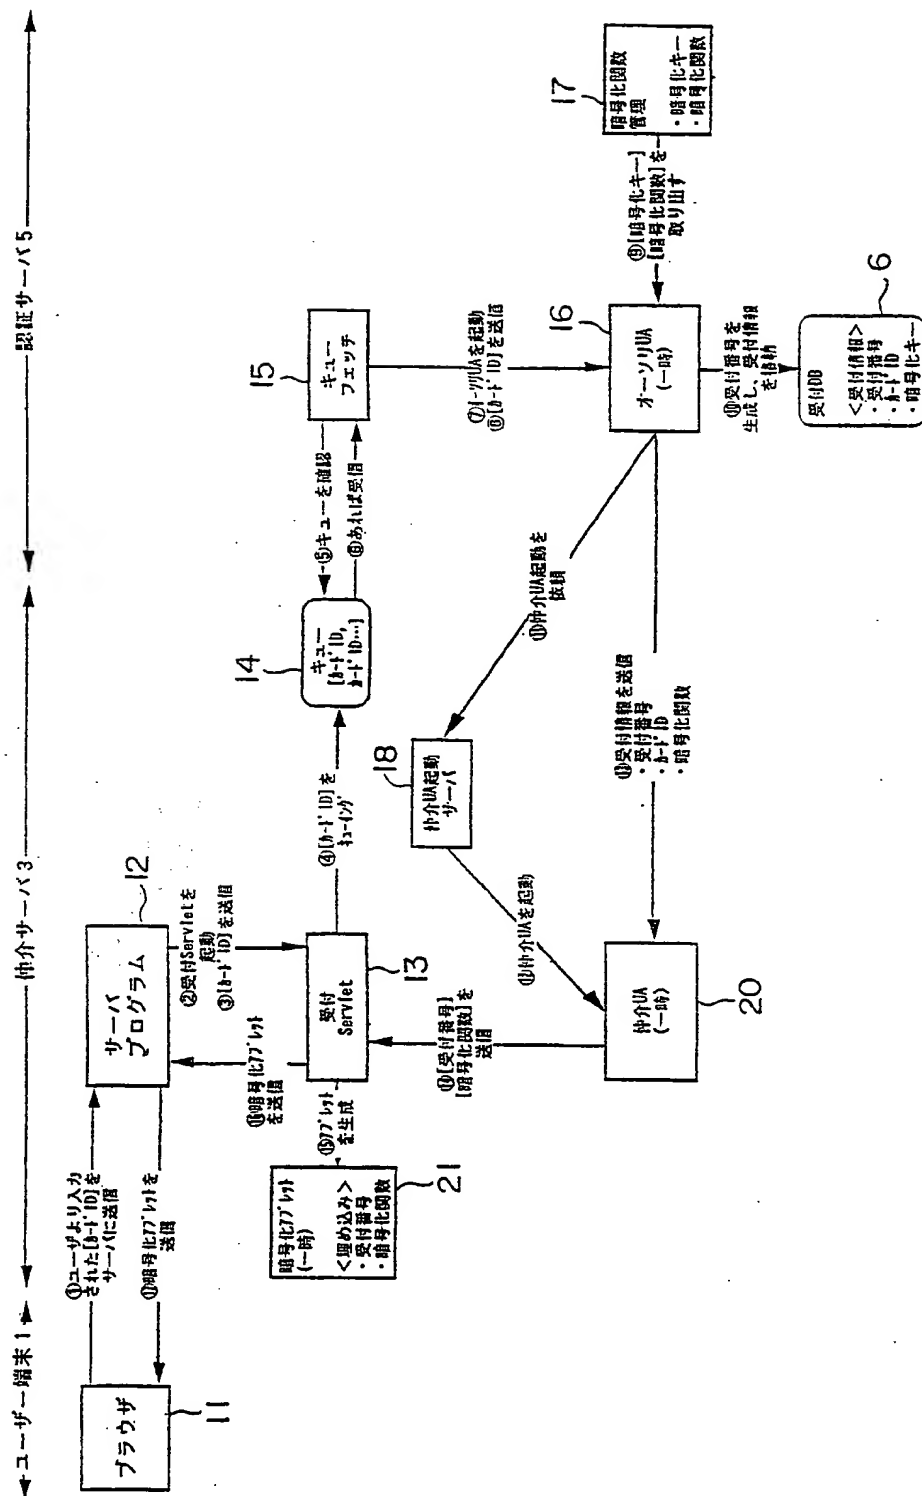 ユーザー端末1
仲介サーバ3
認証サーバ5
ブラウザ
11
①ユーザより入力
された[ｶｰﾄﾞID]を
サーバに送信
⑰暗号化ｱﾌﾟﾚｯﾄを
送信
サーバ
プログラム
12
②受付Servletを
起動
③[ｶｰﾄﾞID]を送信
⑯暗号化ｱﾌﾟﾚｯﾄ
を送信
受付
Servlet
13
④[ｶｰﾄﾞID]を
ｷｭｰｲﾝｸﾞ
⑮ｱﾌﾟﾚｯﾄ
を生成
暗号化ｱﾌﾟﾚｯﾄ
(一時)
<埋め込み>
・受付番号
・暗号化関数
21
キュー
[ｶｰﾄﾞID,
ｶｰﾄﾞID…]
14
⑤キューを確認
⑥あれば受信
キュー
フェッチ
15
⑦ｵｰｿﾘUAを起動
⑧[ｶｰﾄﾞID]を送信
オーソリUA
(一時)
16
⑨[暗号化キー]
[暗号化関数]を
取り出す
暗号化関数
管理
・暗号化キー
・暗号化関数
17
⑩受付番号を
生成し、受付情報
を格納
受付DB
<受付情報>
・受付番号
・ｶｰﾄﾞID
・暗号化キー
6
⑪仲介UA起動を
依頼
仲介UA起動
サーバ
18
⑫仲介UAを起動
⑬受付情報を送信
・受付番号
・ｶｰﾄﾞID
・暗号化関数
仲介UA
(一時)
20
⑭[受付番号]
[暗号化関数]を
送信